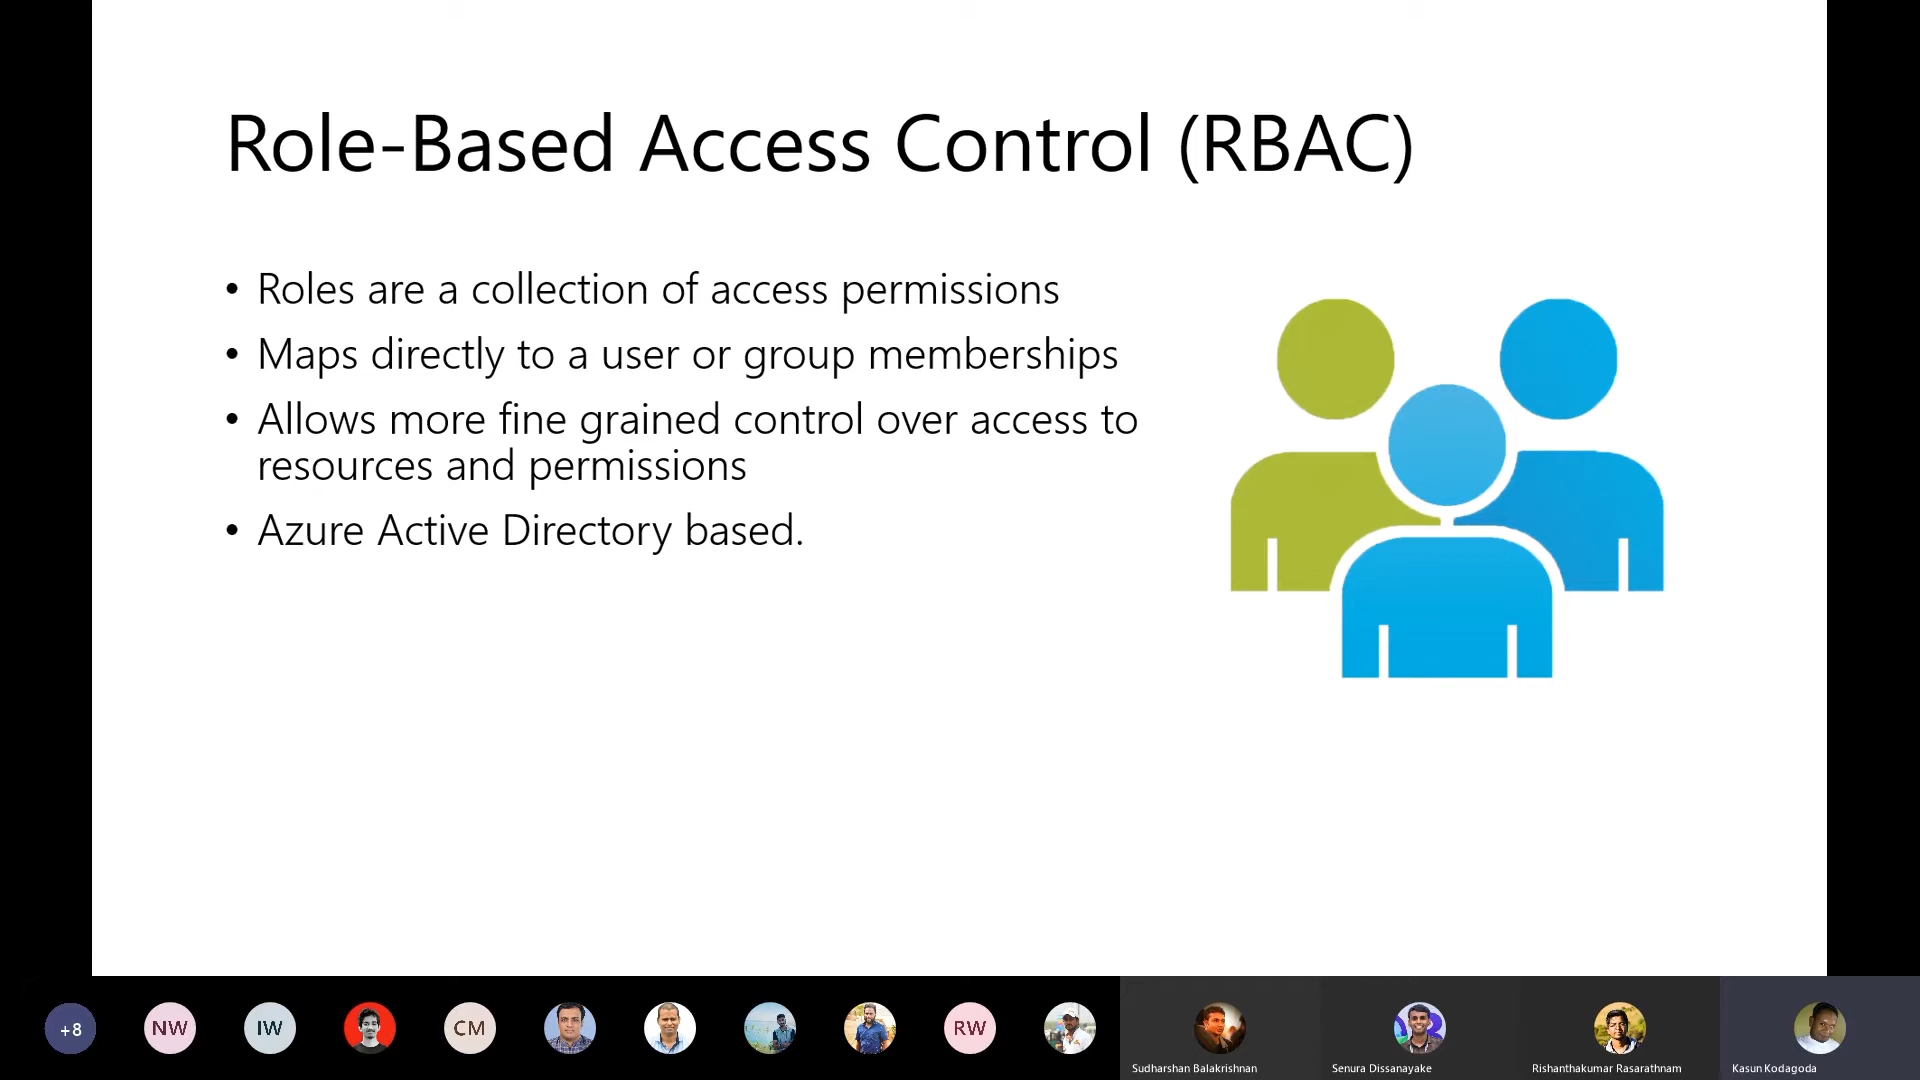 Role-Based Access Control (RBAC)
• Roles are a collection of access permissions
• Maps directly to a user or group memberships
• Allows more fine grained control over access to
resources and permissions
• Azure Active Directory based.
+8
NW
IW
CM
RW
Sudharshan Balakrishnan
Senura Dissanayake
Rishanthakumar Rasarathnam
Kasun Kodagoda